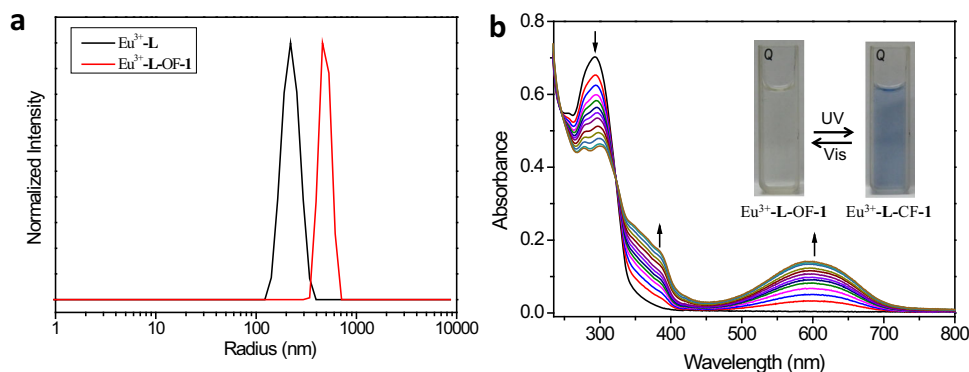 a
Normalized Intensity
Eu³⁺-L
Eu³⁺-L-OF-1
1 10 100 1000 10000
Radius (nm)
b
Absorbance
0.8
0.6
0.4
0.2
0.0
Q Q
UV
Vis
Eu³⁺-L-OF-1 Eu³⁺-L-CF-1
300 400 500 600 700 800
Wavelength (nm)